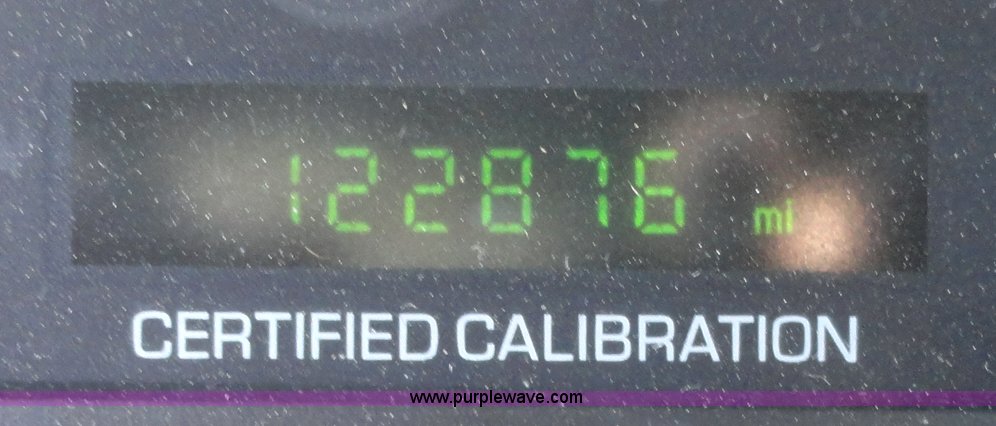 122876 mi
CERTIFIED CALIBRATION
www.purplewave.com